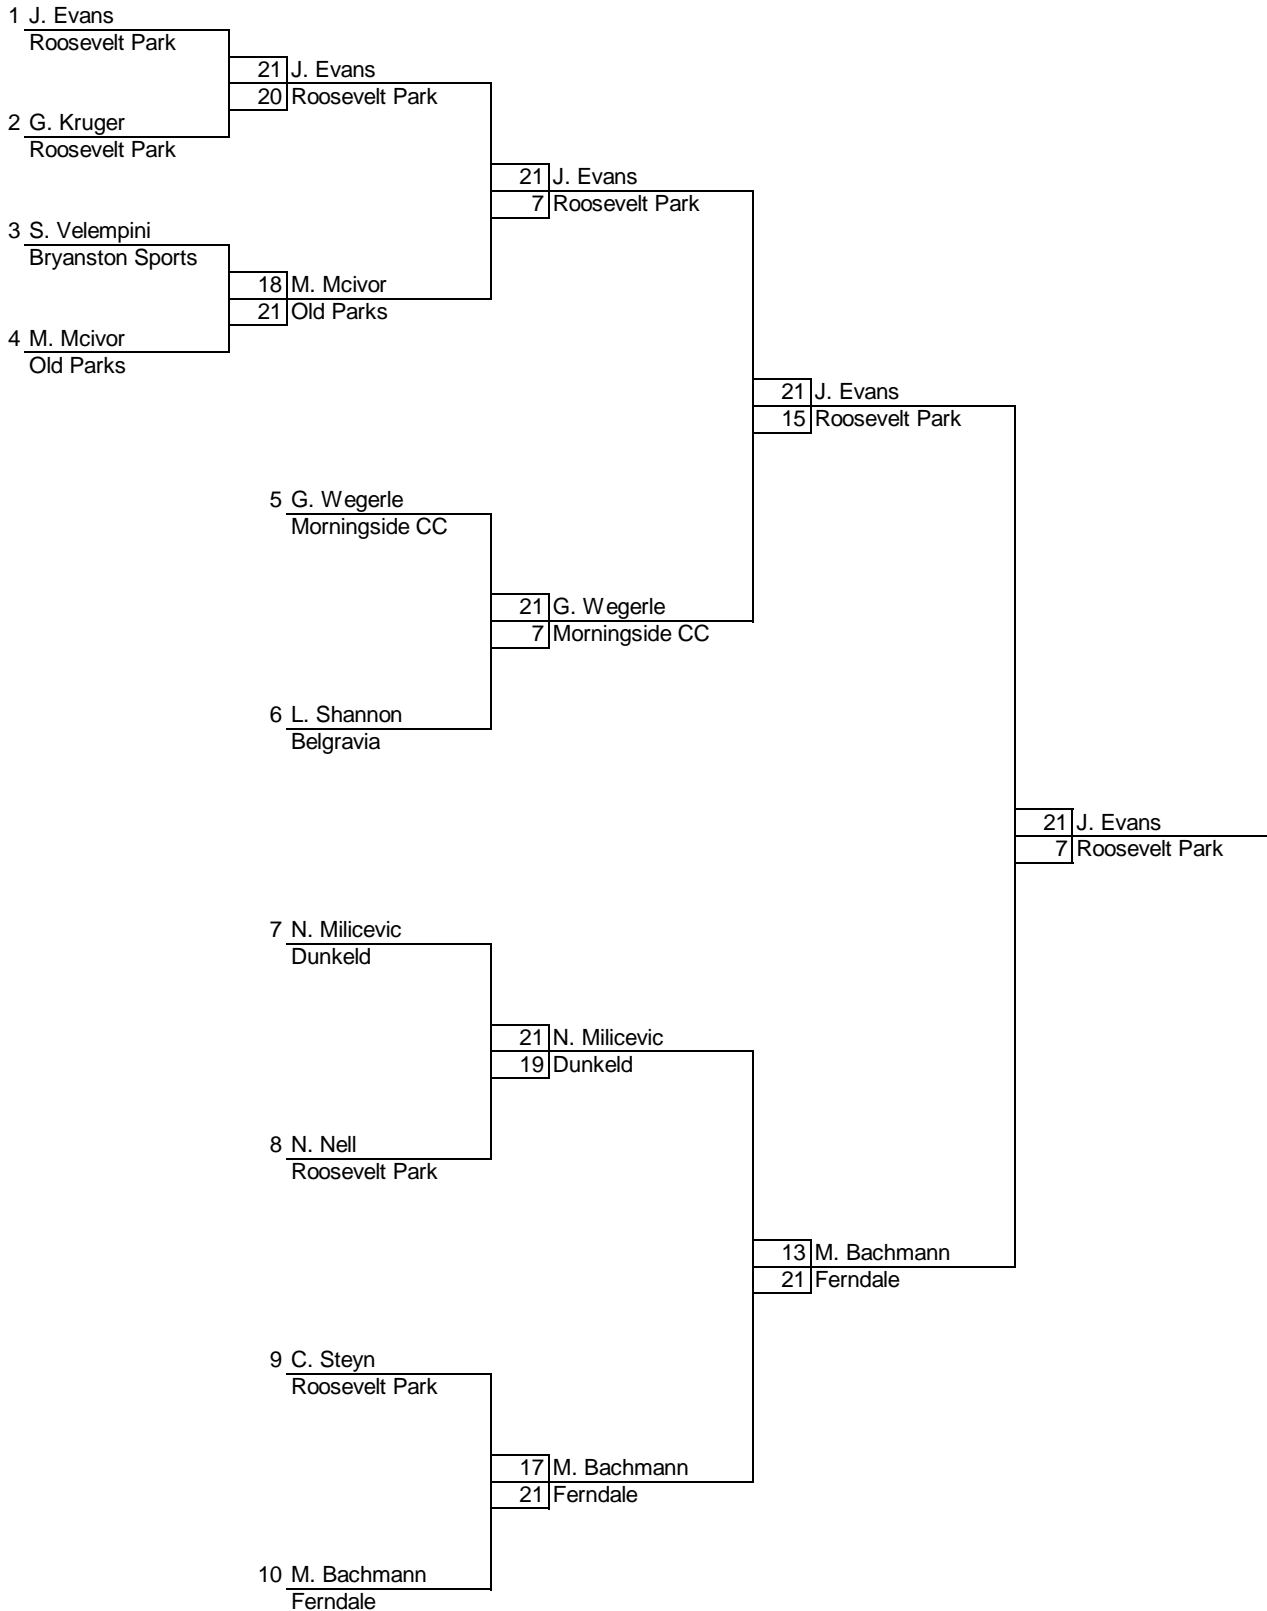 1 J. Evans
Roosevelt Park
21 J. Evans
20 Roosevelt Park
2 G. Kruger
Roosevelt Park
21 J. Evans
7 Roosevelt Park
3 S. Velempini
Bryanston Sports
18 M. Mcivor
21 Old Parks
4 M. Mcivor
Old Parks
21 J. Evans
15 Roosevelt Park
5 G. Wegerle
Morningside CC
21 G. Wegerle
7 Morningside CC
6 L. Shannon
Belgravia
21 J. Evans
7 Roosevelt Park
7 N. Milicevic
Dunkeld
21 N. Milicevic
19 Dunkeld
8 N. Nell
Roosevelt Park
13 M. Bachmann
21 Ferndale
9 C. Steyn
Roosevelt Park
17 M. Bachmann
21 Ferndale
10 M. Bachmann
Ferndale